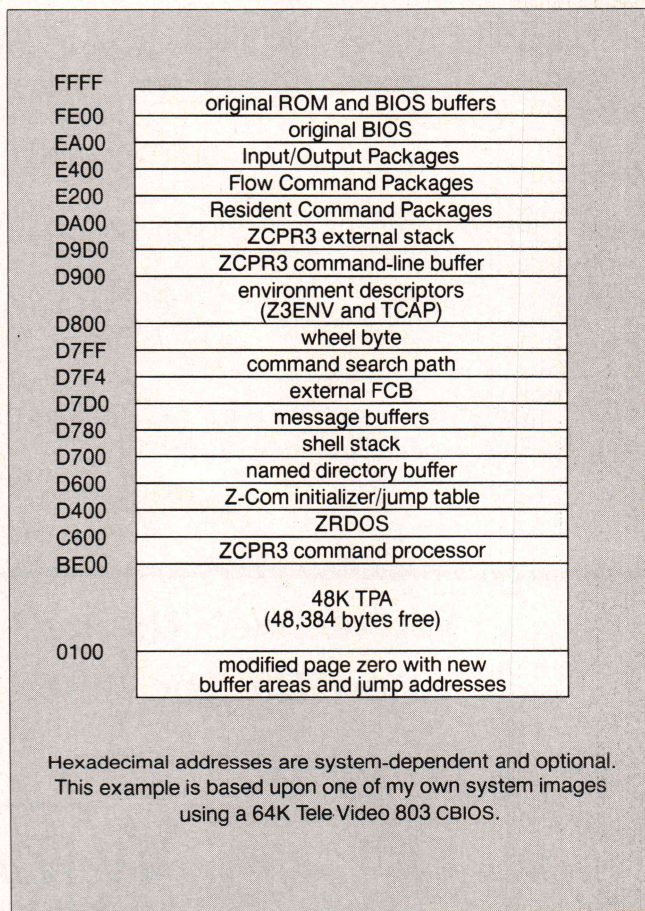 FFFF
original ROM and BIOS buffers
FE00
original BIOS
EA00
Input/Output Packages
E400
Flow Command Packages
E200
Resident Command Packages
DA00
ZCPR3 external stack
D9D0
ZCPR3 command-line buffer
D900
environment descriptors
(Z3ENV and TCAP)
D800
wheel byte
D7FF
command search path
D7F4
external FCB
D7D0
message buffers
D780
shell stack
D700
named directory buffer
D600
Z-Com initializer/jump table
D400
ZRDOS
C600
ZCPR3 command processor
BE00
48K TPA
(48,384 bytes free)
0100
modified page zero with new
buffer areas and jump addresses
Hexadecimal addresses are system-dependent and optional.
This example is based upon one of my own system images
using a 64K TeleVideo 803 CBIOS.